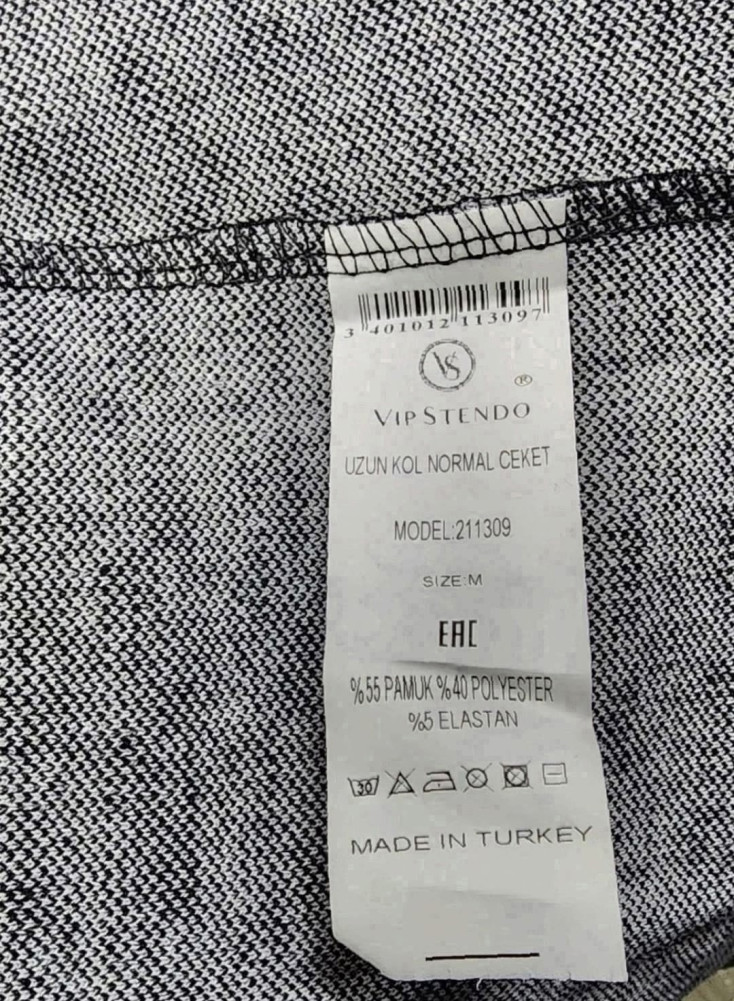 3 401012 113097
VS
®
VIPSTENDO
UZUN KOL NORMAL CEKET
MODEL:211309
SIZE:M
EAC
%55 PAMUK %40 POLYESTER
%5 ELASTAN
30
MADE IN TURKEY